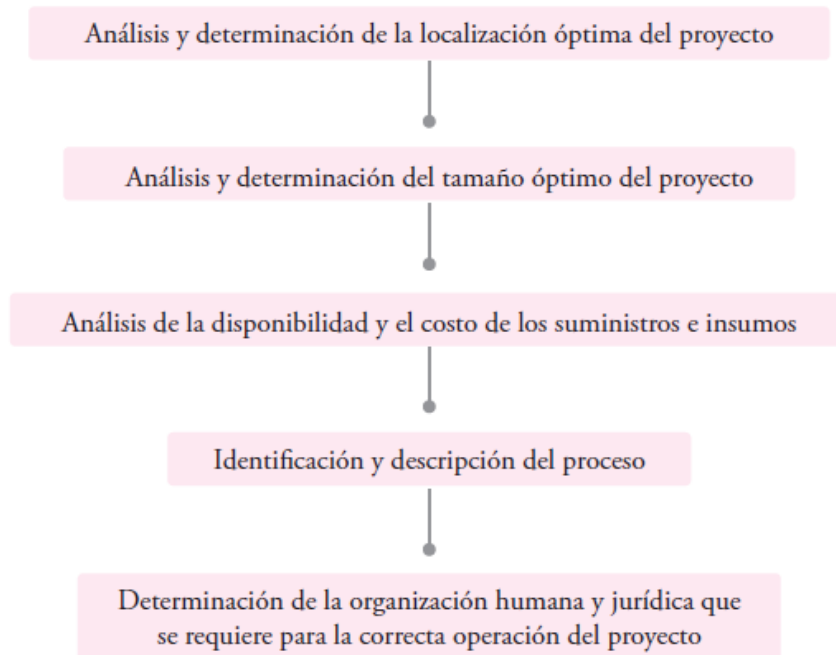 Análisis y determinación de la localización óptima del proyecto
Análisis y determinación del tamaño óptimo del proyecto
Análisis de la disponibilidad y el costo de los suministros e insumos
Identificación y descripción del proceso
Determinación de la organización humana y jurídica que
se requiere para la correcta operación del proyecto